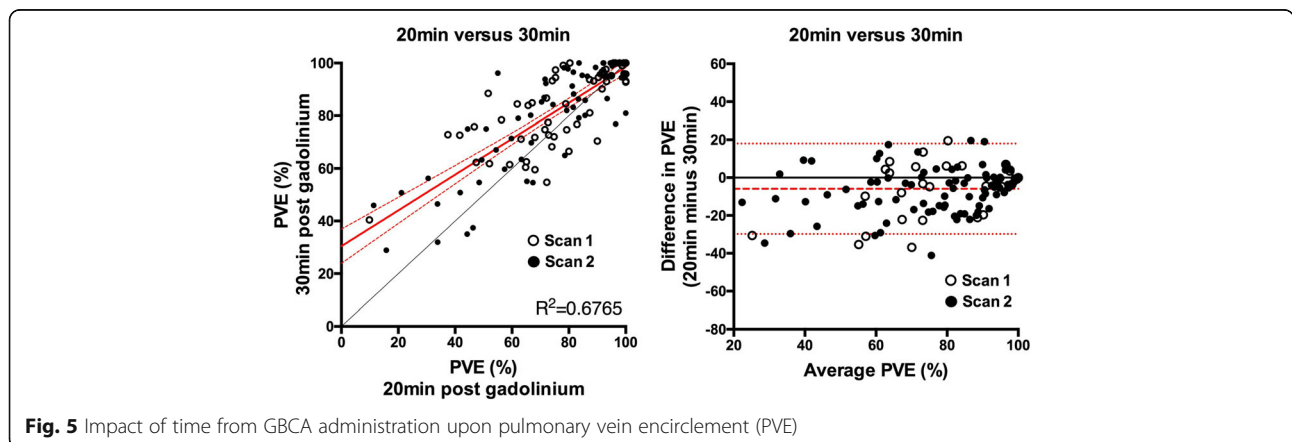 20min versus 30min
PVE (%)
30min post gadolinium
100
80
60
40
20
0
0 20 40 60 80 100
Scan 1
Scan 2
R²=0.6765
PVE (%)
20min post gadolinium
20min versus 30min
Difference in PVE
(20min minus 30min)
60
40
20
0
-20
-40
-60
-80
20 40 60 80 100
Scan 1
Scan 2
Average PVE (%)
Fig. 5 Impact of time from GBCA administration upon pulmonary vein encirclement (PVE)